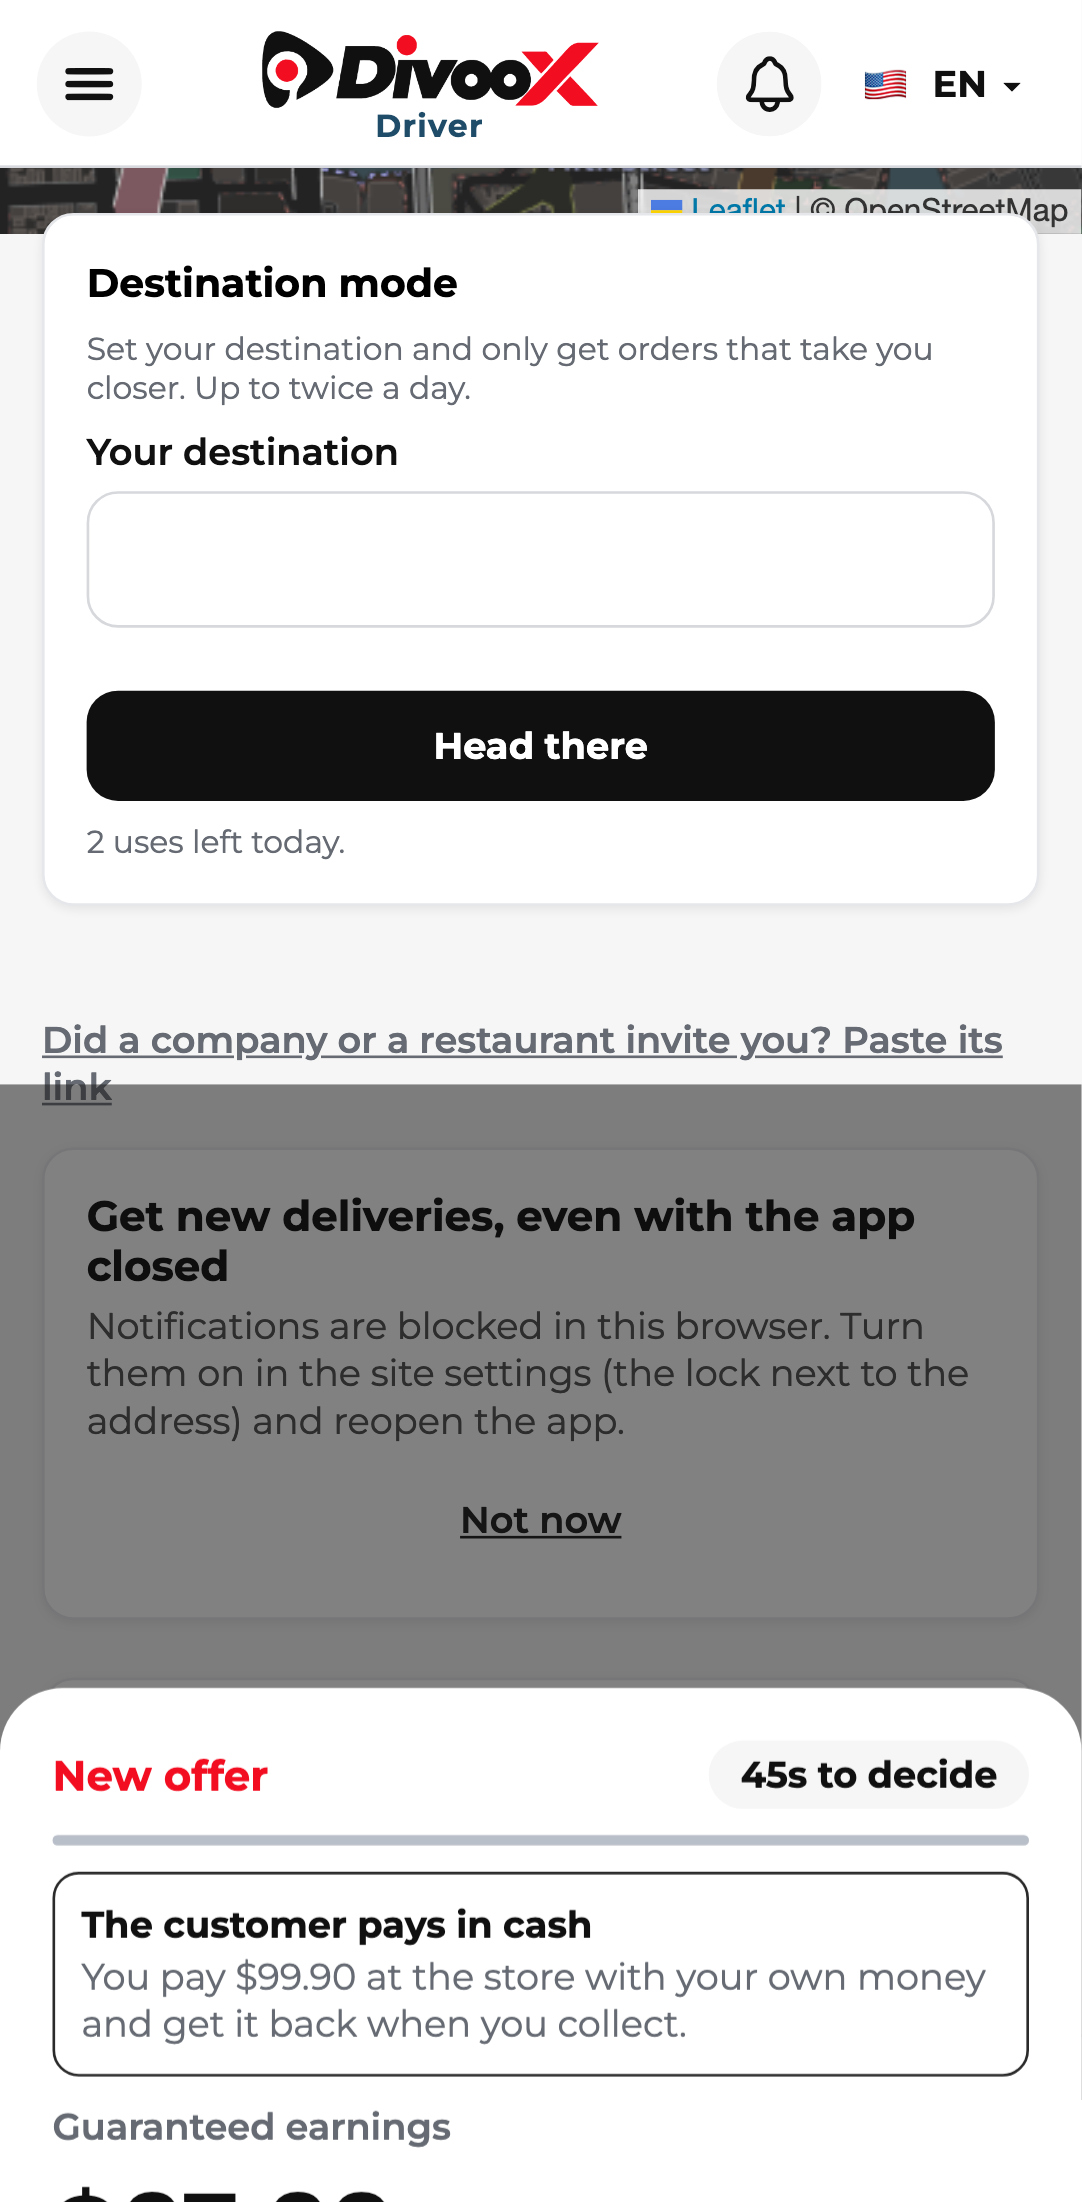 DivooX
Driver
EN
Leaflet | © OpenStreetMap
Destination mode
Set your destination and only get orders that take you
closer. Up to twice a day.
Your destination
Head there
2 uses left today.
Did a company or a restaurant invite you? Paste its
link
Get new deliveries, even with the app
closed
Notifications are blocked in this browser. Turn
them on in the site settings (the lock next to the
address) and reopen the app.
Not now
New offer
45s to decide
The customer pays in cash
You pay $99.90 at the store with your own money
and get it back when you collect.
Guaranteed earnings